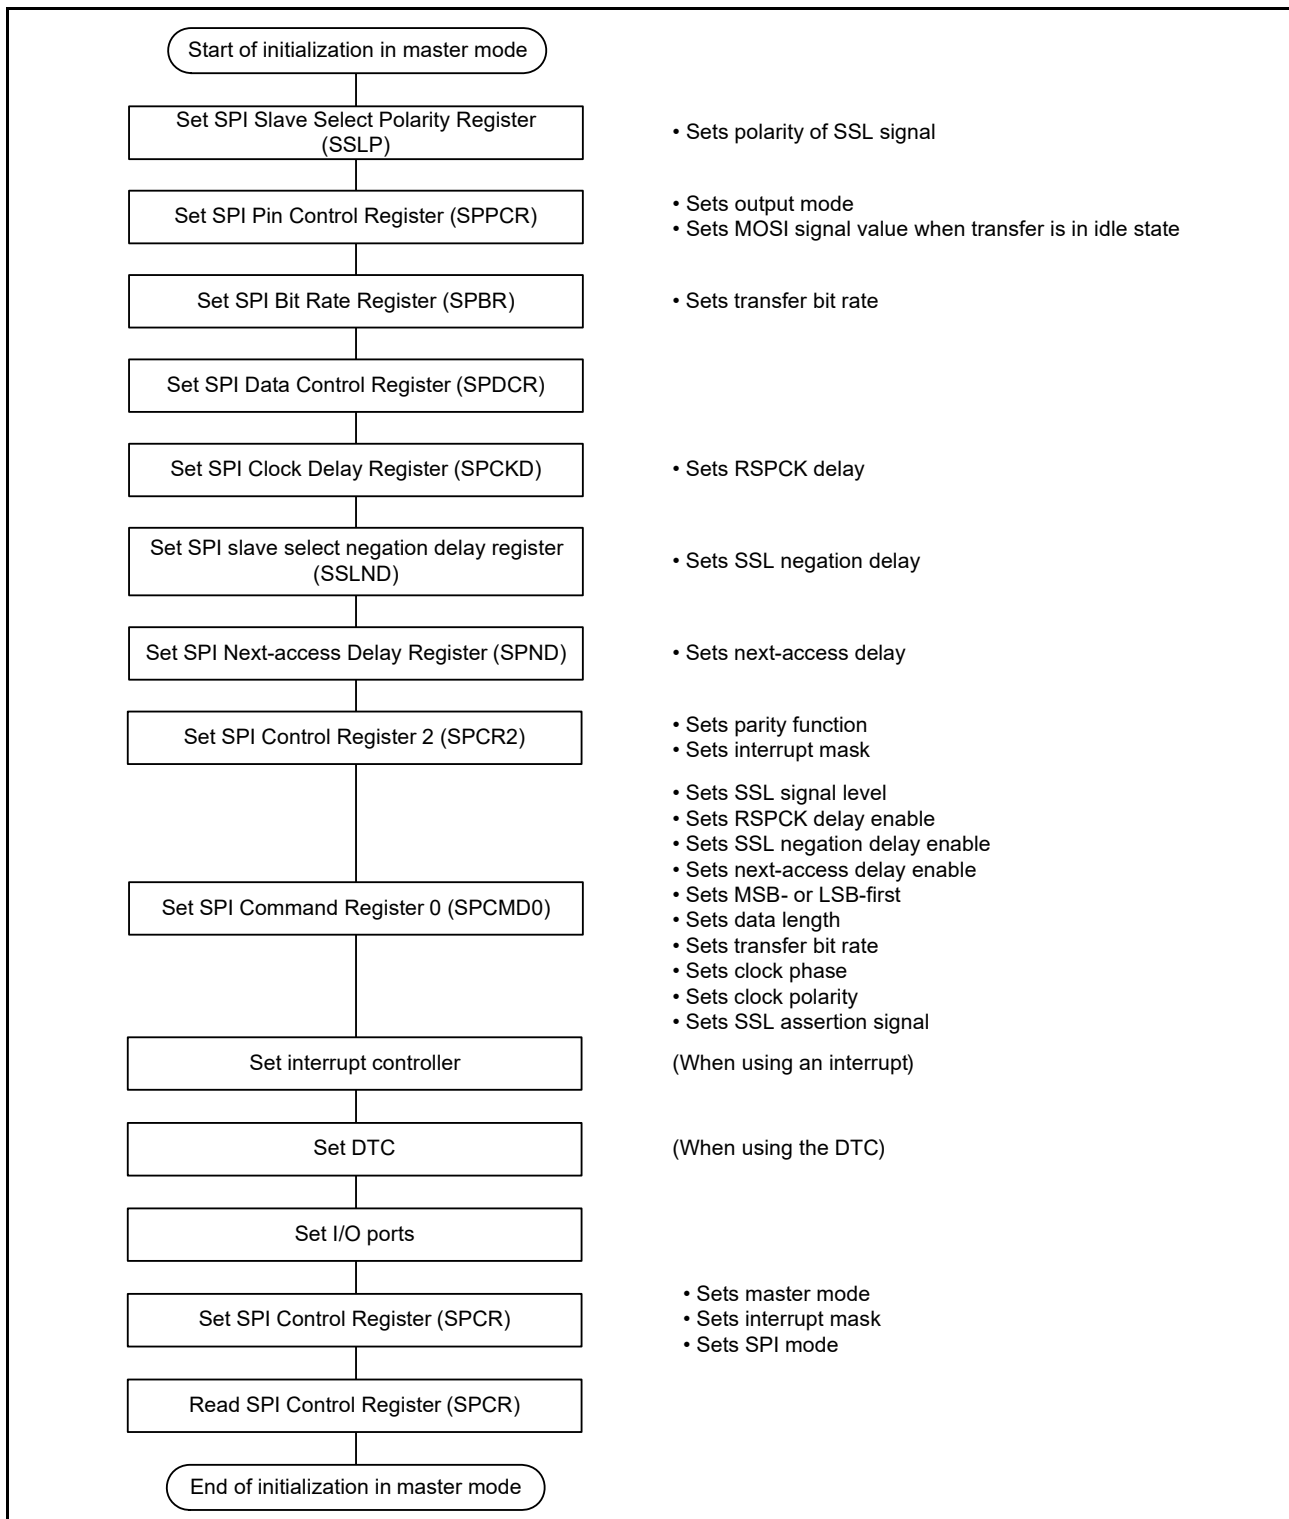 Start of initialization in master mode
Set SPI Slave Select Polarity Register
(SSLP)
• Sets polarity of SSL signal
Set SPI Pin Control Register (SPPCR)
• Sets output mode
• Sets MOSI signal value when transfer is in idle state
Set SPI Bit Rate Register (SPBR)
• Sets transfer bit rate
Set SPI Data Control Register (SPDCR)
Set SPI Clock Delay Register (SPCKD)
• Sets RSPCK delay
Set SPI slave select negation delay register
(SSLND)
• Sets SSL negation delay
Set SPI Next-access Delay Register (SPND)
• Sets next-access delay
Set SPI Control Register 2 (SPCR2)
• Sets parity function
• Sets interrupt mask
Set SPI Command Register 0 (SPCMD0)
• Sets SSL signal level
• Sets RSPCK delay enable
• Sets SSL negation delay enable
• Sets next-access delay enable
• Sets MSB- or LSB-first
• Sets data length
• Sets transfer bit rate
• Sets clock phase
• Sets clock polarity
• Sets SSL assertion signal
Set interrupt controller
(When using an interrupt)
Set DTC
(When using the DTC)
Set I/O ports
Set SPI Control Register (SPCR)
• Sets master mode
• Sets interrupt mask
• Sets SPI mode
Read SPI Control Register (SPCR)
End of initialization in master mode